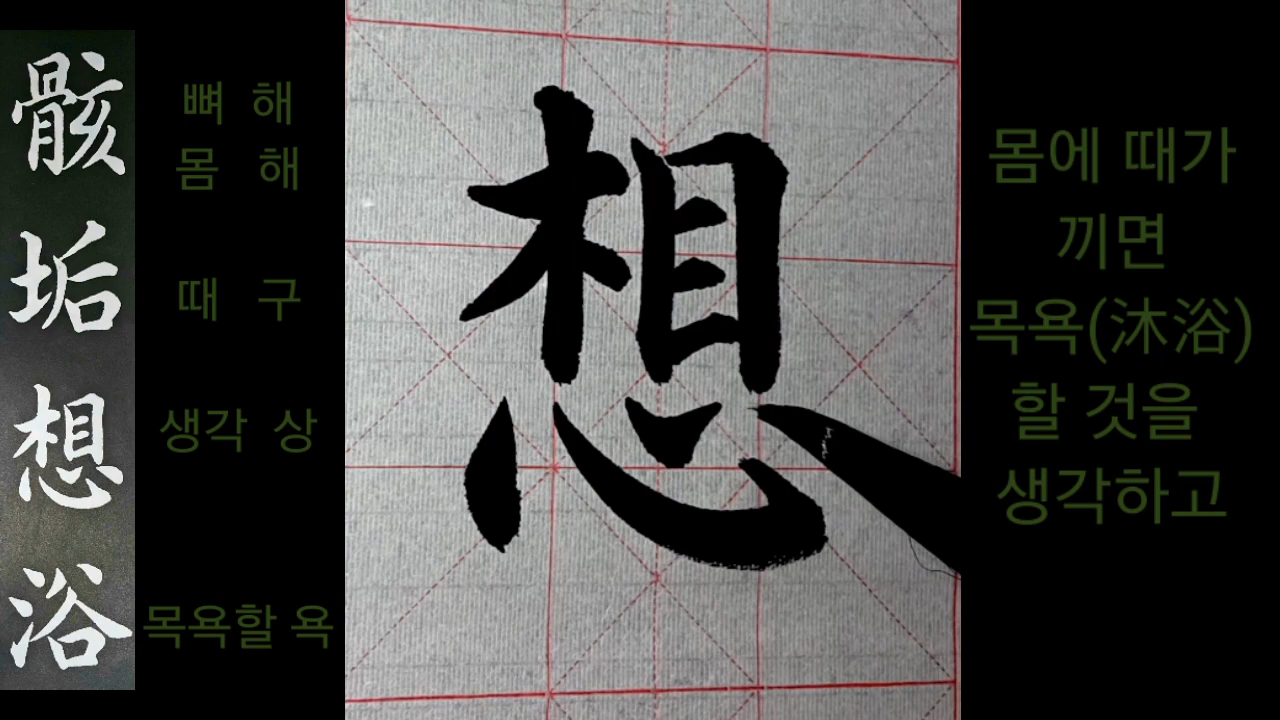 骸
垢
想
浴
뼈 해
몸 해
때 구
생각 상
목욕할 욕
想
몸에 때가
끼면
목욕(沐浴)
할 것을
생각하고